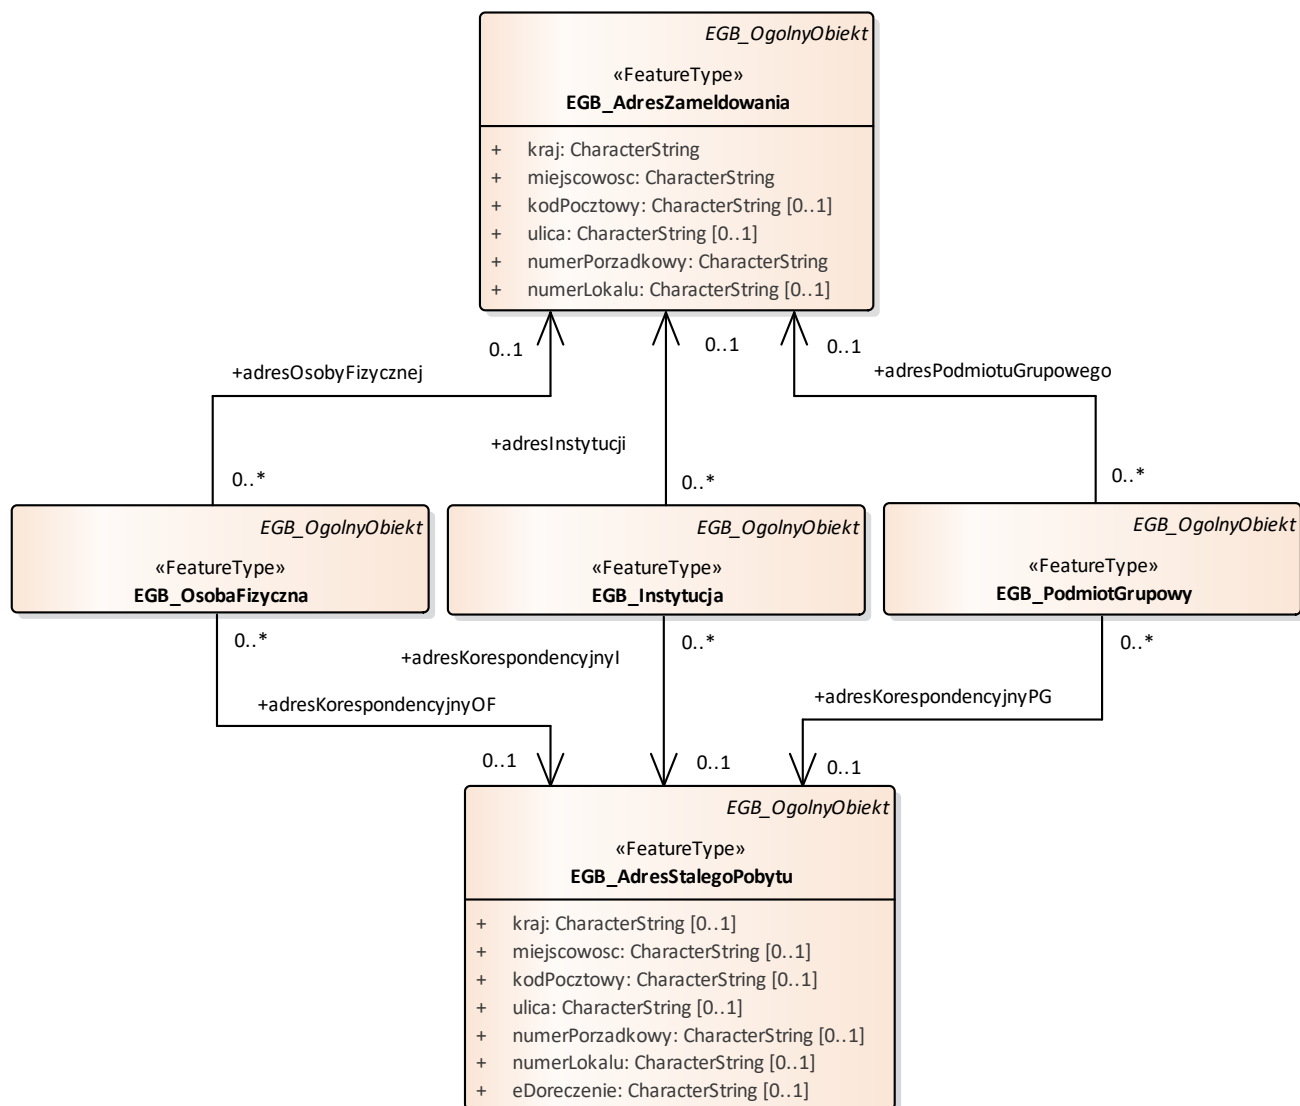 EGB_OgolnyObiekt
«FeatureType»
EGB_AdresZameldowania
+ kraj: CharacterString
+ miejscowosc: CharacterString
+ kodPocztowy: CharacterString [0..1]
+ ulica: CharacterString [0..1]
+ numerPorzadkowy: CharacterString
+ numerLokalu: CharacterString [0..1]
0..1 0..1 0..1
+adresOsobyFizycznej +adresPodmiotuGrupowego
+adresInstytucji
0..* 0..* 0..*
EGB_OgolnyObiekt
«FeatureType»
EGB_OsobaFizyczna
EGB_OgolnyObiekt
«FeatureType»
EGB_Instytucja
EGB_OgolnyObiekt
«FeatureType»
EGB_PodmiotGrupowy
0..* 0..* 0..*
+adresKorespondencyjnyI
+adresKorespondencyjnyOF +adresKorespondencyjnyPG
0..1 0..1 0..1
EGB_OgolnyObiekt
«FeatureType»
EGB_AdresStalegoPobytu
+ kraj: CharacterString [0..1]
+ miejscowosc: CharacterString [0..1]
+ kodPocztowy: CharacterString [0..1]
+ ulica: CharacterString [0..1]
+ numerPorzadkowy: CharacterString [0..1]
+ numerLokalu: CharacterString [0..1]
+ eDoreczenie: CharacterString [0..1]